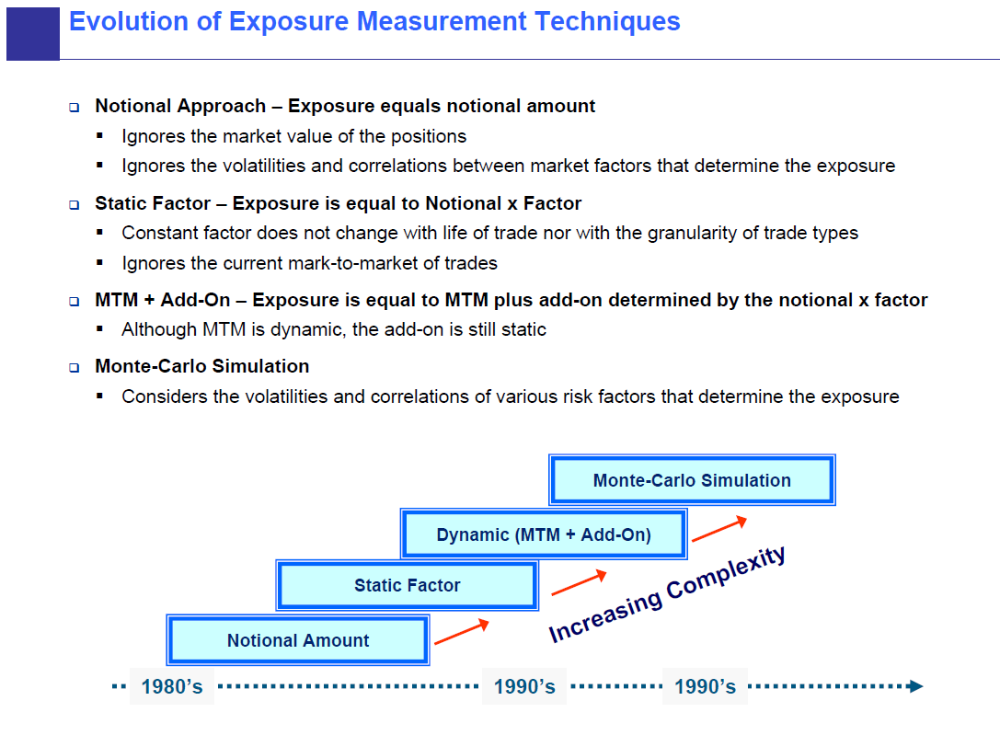 Evolution of Exposure Measurement Techniques
Notional Approach – Exposure equals notional amount
Ignores the market value of the positions
Ignores the volatilities and correlations between market factors that determine the exposure
Static Factor – Exposure is equal to Notional x Factor
Constant factor does not change with life of trade nor with the granularity of trade types
Ignores the current mark-to-market of trades
MTM + Add-On – Exposure is equal to MTM plus add-on determined by the notional x factor
Although MTM is dynamic, the add-on is still static
Monte-Carlo Simulation
Considers the volatilities and correlations of various risk factors that determine the exposure
Monte-Carlo Simulation
Dynamic (MTM + Add-On)
Static Factor
Notional Amount
Increasing Complexity
1980’s 1990’s 1990’s